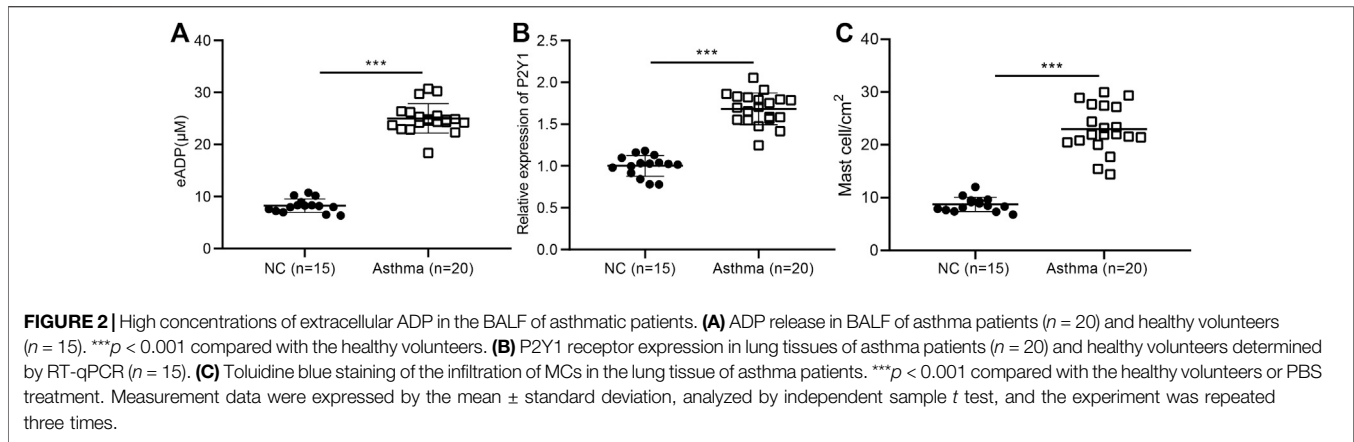 A
40
30
20
10
0
eADP(μM)
***
NC (n=15)
Asthma (n=20)
B
2.5
2.0
1.5
1.0
0.5
0.0
Relative expression of P2Y1
***
NC (n=15)
Asthma (n=20)
C
40
30
20
10
0
Mast cell/cm²
***
NC (n=15)
Asthma (n=20)
FIGURE 2 | High concentrations of extracellular ADP in the BALF of asthmatic patients. (A) ADP release in BALF of asthma patients (n = 20) and healthy volunteers
(n = 15). ***p < 0.001 compared with the healthy volunteers. (B) P2Y1 receptor expression in lung tissues of asthma patients (n = 20) and healthy volunteers determined
by RT-qPCR (n = 15). (C) Toluidine blue staining of the infiltration of MCs in the lung tissue of asthma patients. ***p < 0.001 compared with the healthy volunteers or PBS
treatment. Measurement data were expressed by the mean ± standard deviation, analyzed by independent sample t test, and the experiment was repeated
three times.